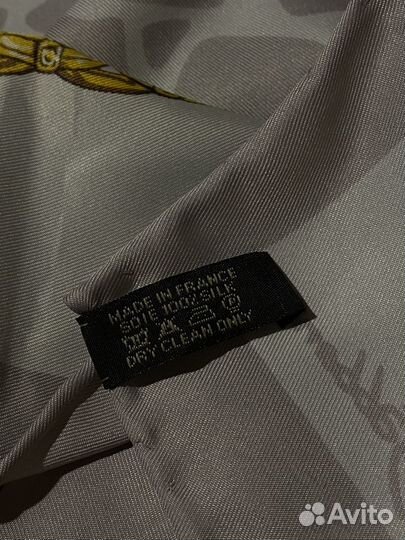 MADE IN FRANCE
SOIE 100% SILK
DRY CLEAN ONLY
Avito